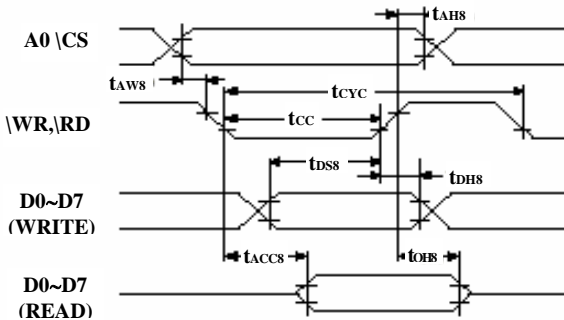 tAH8
A0 \CS
tAW8
tCYC
\WR,\RD
tCC
tDS8
tDH8
D0~D7
(WRITE)
tACC8
tOH8
D0~D7
(READ)